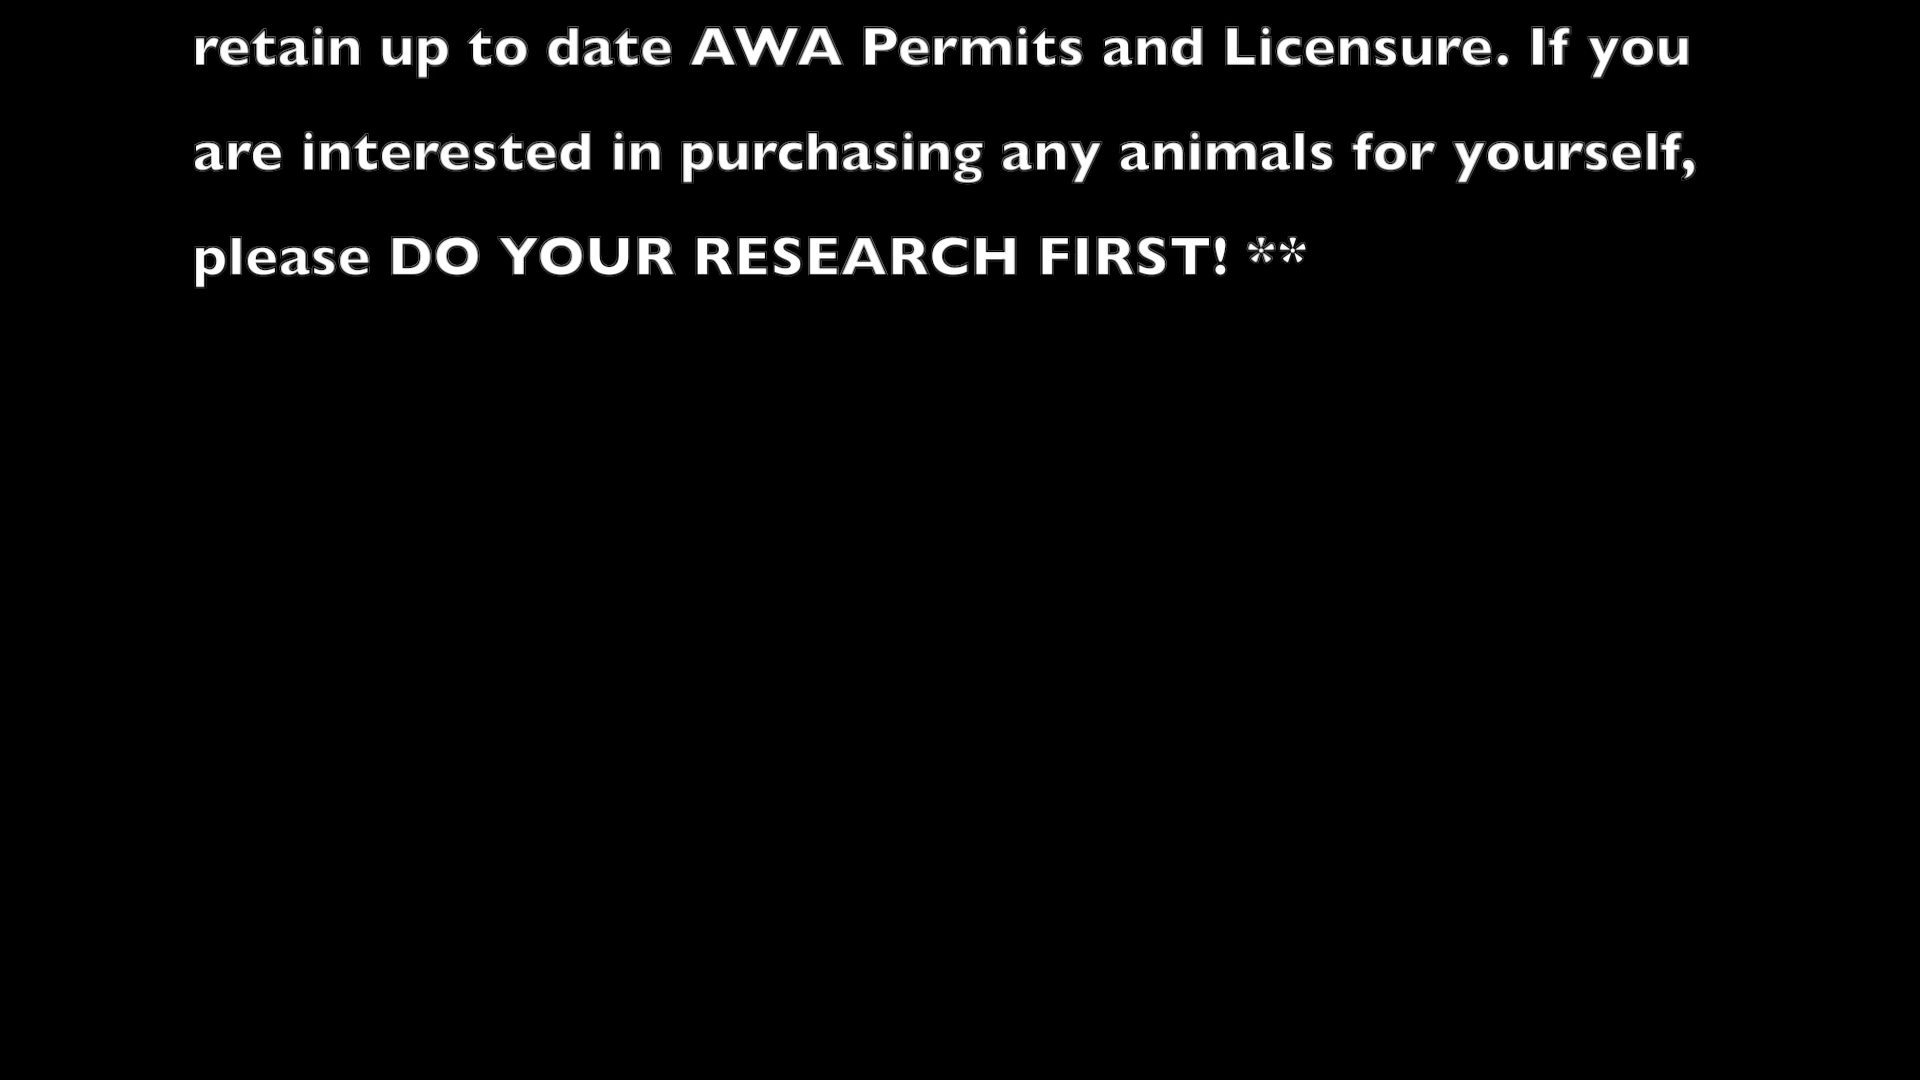 retain up to date AWA Permits and Licensure. If you
are interested in purchasing any animals for yourself,
please DO YOUR RESEARCH FIRST! **